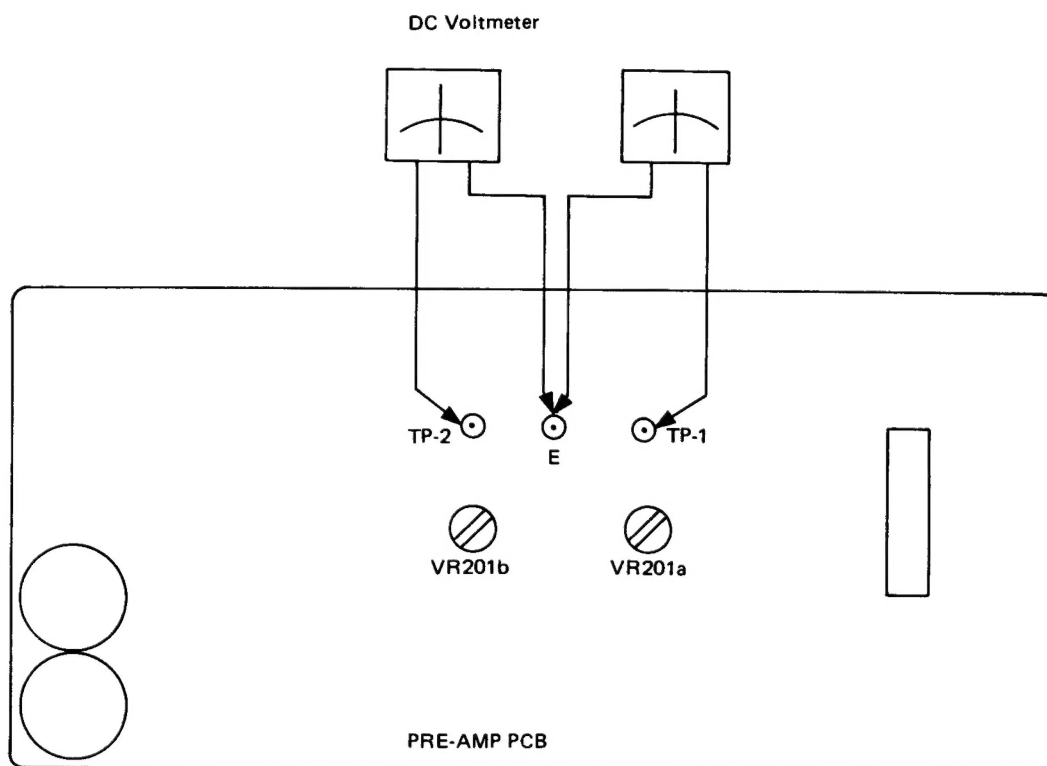 DC Voltmeter
TP-2
E
TP-1
VR201b
VR201a
PRE-AMP PCB